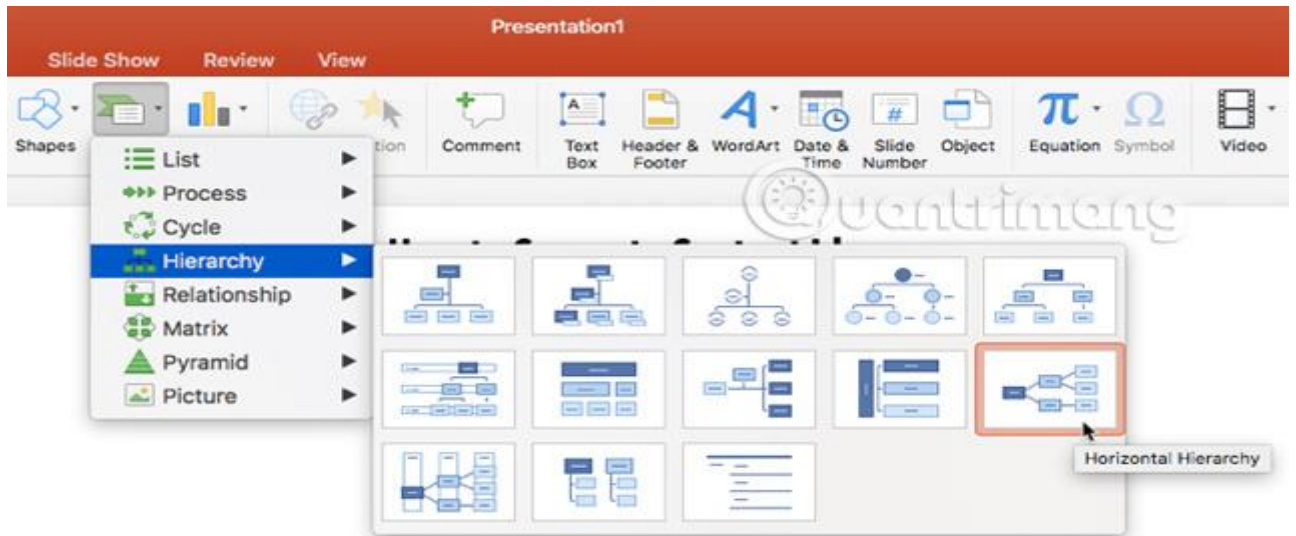 Presentation1
Slide Show Review View
Shapes
Comment
Text Box
Header & Footer
WordArt
Date & Time
Slide Number
Object
Equation
Symbol
Video
List
Process
Cycle
Hierarchy
Relationship
Matrix
Pyramid
Picture
Quantrimang
Horizontal Hierarchy